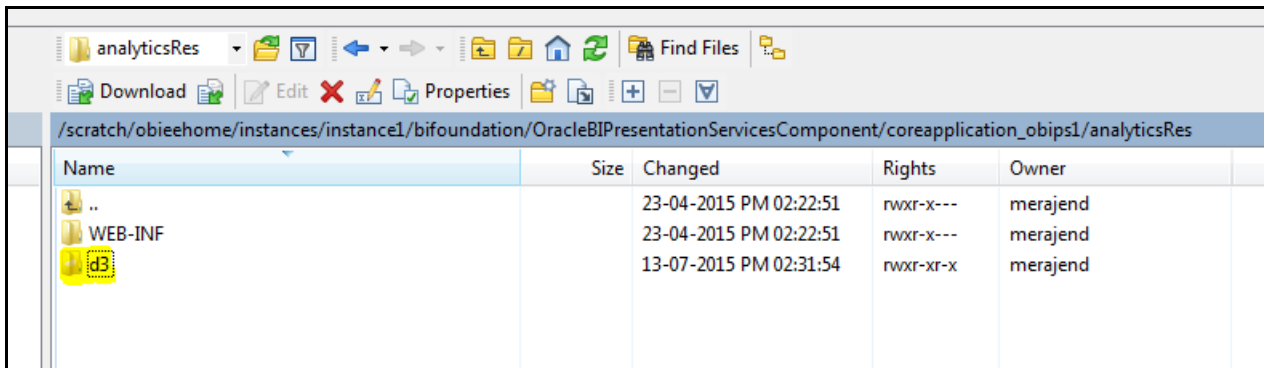 analyticsRes Find Files
Download Edit Properties
/scratch/obieehome/instances/instance1/bifoundation/OracleBIPresentationServicesComponent/coreapplication_obips1/analyticsRes
Name Size Changed Rights Owner
.. 23-04-2015 PM 02:22:51 rwxr-x--- merajend
WEB-INF 23-04-2015 PM 02:22:51 rwxr-x--- merajend
d3 13-07-2015 PM 02:31:54 rwxr-xr-x merajend